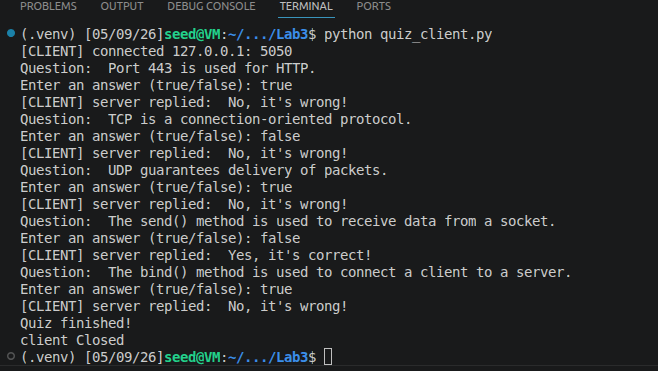 PROBLEMS OUTPUT DEBUG CONSOLE TERMINAL PORTS
(.venv) [05/09/26]seed@VM:~/.../Lab3$ python quiz_client.py
[CLIENT] connected 127.0.0.1: 5050
Question:  Port 443 is used for HTTP.
Enter an answer (true/false): true
[CLIENT] server replied:  No, it's wrong!
Question:  TCP is a connection-oriented protocol.
Enter an answer (true/false): false
[CLIENT] server replied:  No, it's wrong!
Question:  UDP guarantees delivery of packets.
Enter an answer (true/false): true
[CLIENT] server replied:  No, it's wrong!
Question:  The send() method is used to receive data from a socket.
Enter an answer (true/false): false
[CLIENT] server replied:  Yes, it's correct!
Question:  The bind() method is used to connect a client to a server.
Enter an answer (true/false): true
[CLIENT] server replied:  No, it's wrong!
Quiz finished!
client Closed
(.venv) [05/09/26]seed@VM:~/.../Lab3$